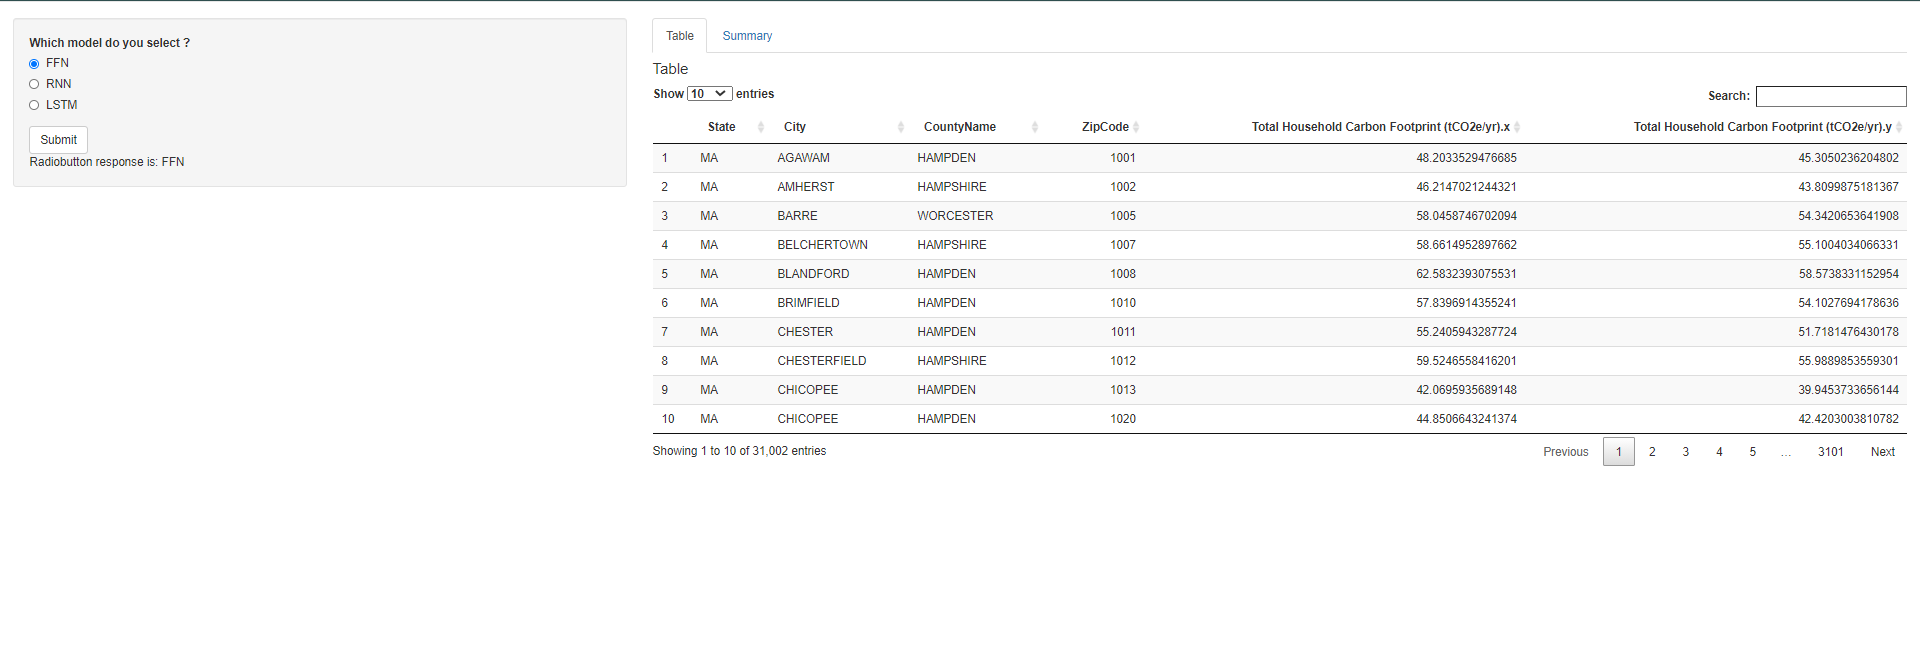 Which model do you select ?
FFN
RNN
LSTM
Submit
Radiobutton response is: FFN
Table Summary
Table
Show 10 entries
Search:
State City CountyName ZipCode Total Household Carbon Footprint (tCO2e/yr).x Total Household Carbon Footprint (tCO2e/yr).y
1 MA AGAWAM HAMPDEN 1001 48.2033529476685 45.3050236204802
2 MA AMHERST HAMPSHIRE 1002 46.2147021244321 43.8099875181367
3 MA BARRE WORCESTER 1005 58.0458746702094 54.3420653641908
4 MA BELCHERTOWN HAMPSHIRE 1007 58.6614952897662 55.1004034066331
5 MA BLANDFORD HAMPDEN 1008 62.5832393075531 58.5738331152954
6 MA BRIMFIELD HAMPDEN 1010 57.8396914355241 54.1027694178636
7 MA CHESTER HAMPDEN 1011 55.2405943287724 51.7181476430178
8 MA CHESTERFIELD HAMPSHIRE 1012 59.5246558416201 55.9889853559301
9 MA CHICOPEE HAMPDEN 1013 42.0695935689148 39.9453733656144
10 MA CHICOPEE HAMPDEN 1020 44.8506643241374 42.4203003810782
Showing 1 to 10 of 31,002 entries
Previous 1 2 3 4 5 … 3101 Next